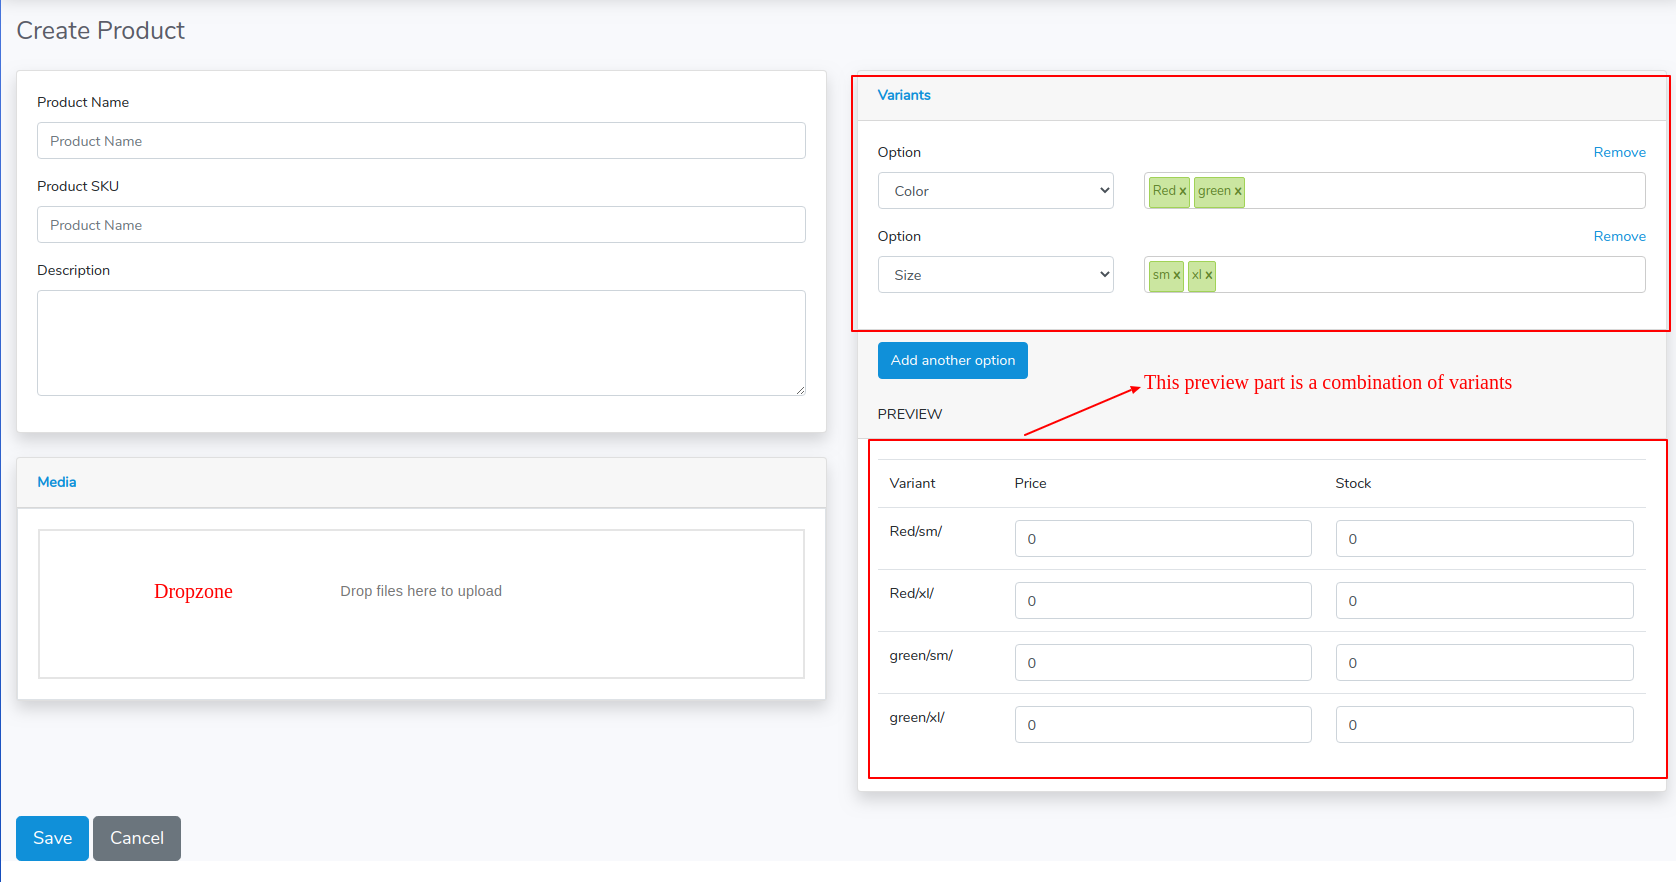 Create Product
Product Name
Product Name
Product SKU
Product Name
Description
Media
Dropzone
Drop files here to upload
Variants
Option Remove
Color Red x green x
Option Remove
Size sm x xl x
Add another option
This preview part is a combination of variants
PREVIEW
Variant Price Stock
Red/sm/ 0 0
Red/xl/ 0 0
green/sm/ 0 0
green/xl/ 0 0
Save Cancel